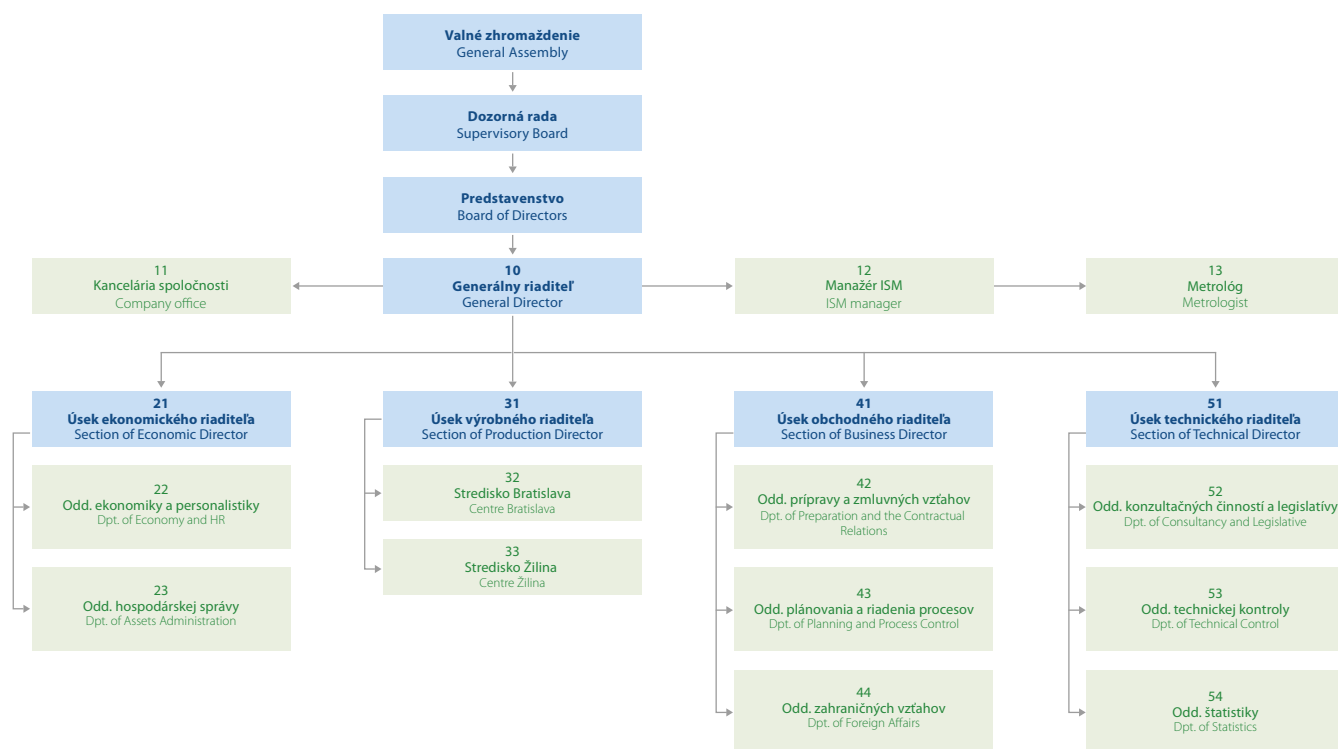 Valné zhromaždenie
General Assembly
Dozorná rada
Supervisory Board
Predstavenstvo
Board of Directors
11
Kancelária spoločnosti
Company office
10
Generálny riaditeľ
General Director
12
Manažér ISM
ISM manager
13
Metrológ
Metrologist
21
Úsek ekonomického riaditeľa
Section of Economic Director
31
Úsek výrobného riaditeľa
Section of Production Director
41
Úsek obchodného riaditeľa
Section of Business Director
51
Úsek technického riaditeľa
Section of Technical Director
22
Odd. ekonomiky a personalistiky
Dpt. of Economy and HR
32
Stredisko Bratislava
Centre Bratislava
42
Odd. prípravy a zmluvných vzťahov
Dpt. of Preparation and the Contractual
Relations
52
Odd. konzultačných činností a legislatívy
Dpt. of Consultancy and Legislative
33
Stredisko Žilina
Centre Žilina
23
Odd. hospodárskej správy
Dpt. of Assets Administration
43
Odd. plánovania a riadenia procesov
Dpt. of Planning and Process Control
53
Odd. technickej kontroly
Dpt. of Technical Control
44
Odd. zahraničných vzťahov
Dpt. of Foreign Affairs
54
Odd. štatistiky
Dpt. of Statistics